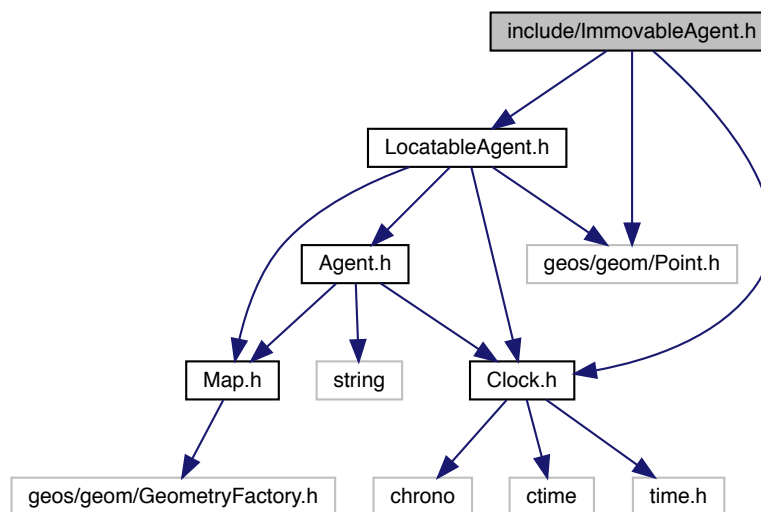 include/ImmovableAgent.h
LocatableAgent.h
Agent.h
geos/geom/Point.h
Map.h
string
Clock.h
geos/geom/GeometryFactory.h
chrono
ctime
time.h